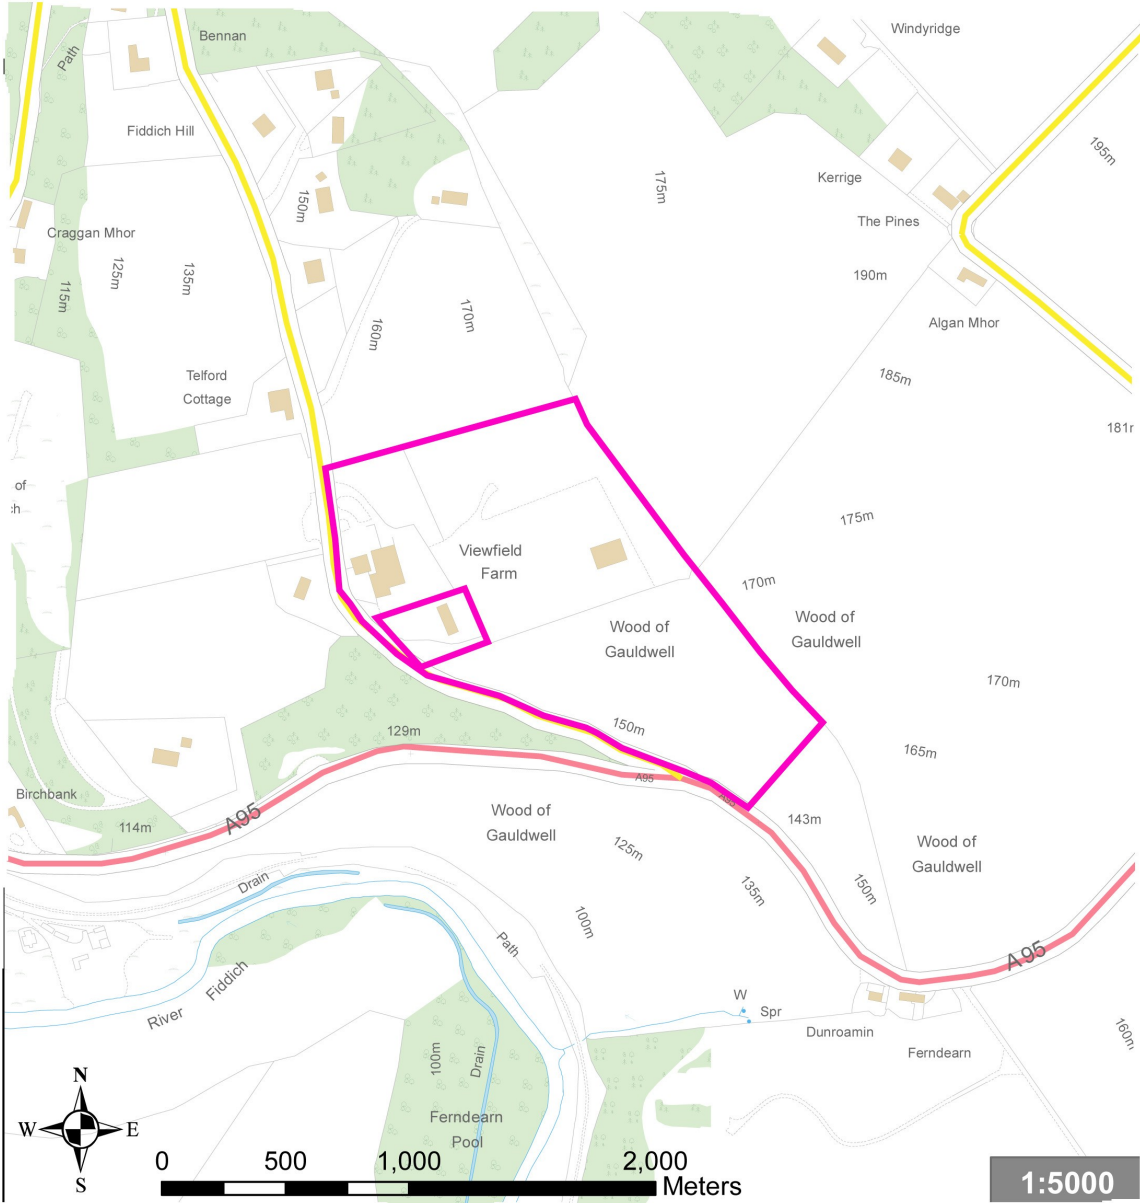 Bennan
Windyridge
Path
Fiddich Hill
195m
Kerrige
175m
150m
The Pines
Craggan Mhor
125m
135m
115m
190m
170m
160m
Algan Mhor
Telford
Cottage
185m
of
175m
Viewfield
Farm
170m
Wood of
Gauldwell
Wood of
Gauldwell
170m
150m
129m
165m
A95
Birchbank
114m
A95
Wood of
Gauldwell
143m
125m
Wood of
Gauldwell
135m
150m
Drain
100m
Path
A95
River
Fiddich
W
Spr
Dunroamin
Ferndearn
160m
100m
Drain
Ferndearn
Pool
N
W
E
S
0 500 1,000 2,000
Meters
1:5000